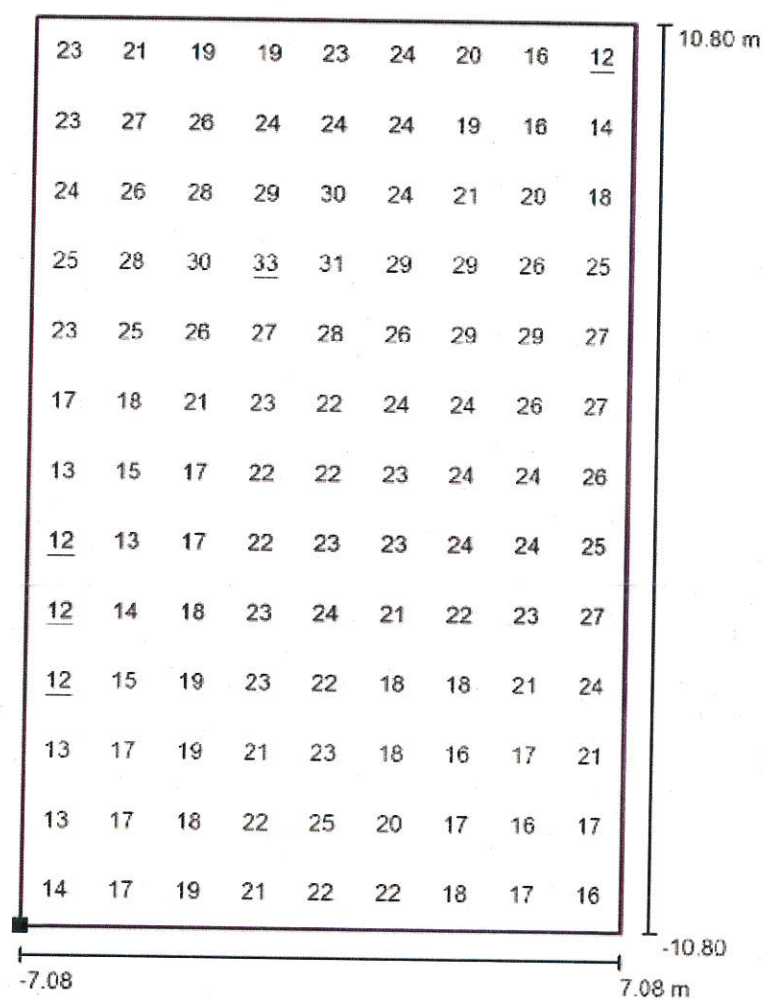 23 21 19 19 23 24 20 16 12
10.80 m
23 27 26 24 24 24 19 16 14
24 26 28 29 30 24 21 20 18
25 28 30 33 31 29 29 26 25
23 25 26 27 28 26 29 29 27
17 18 21 23 22 24 24 26 27
13 15 17 22 22 23 24 24 26
12 13 17 22 23 23 24 24 25
12 14 18 23 24 21 22 23 27
12 15 19 23 22 18 18 21 24
13 17 19 21 23 18 16 17 21
13 17 18 22 25 20 17 16 17
14 17 19 21 22 22 18 17 16
-10.80
-7.08
7.08 m